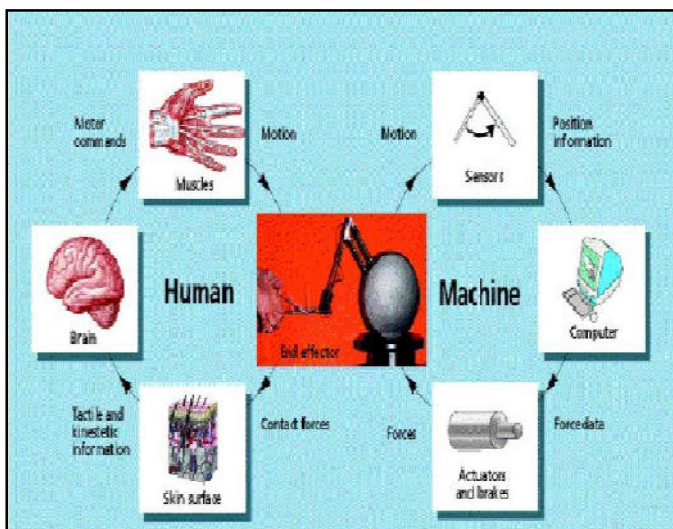 Motor
commands
Muscles
Motion
Motion
Sensors
Position
information
Brain
Human
End effector
Machine
Computer
Tactile and
kinestetic
information
Skin surface
Contact forces
Forces
Actuators
and brakes
Force data